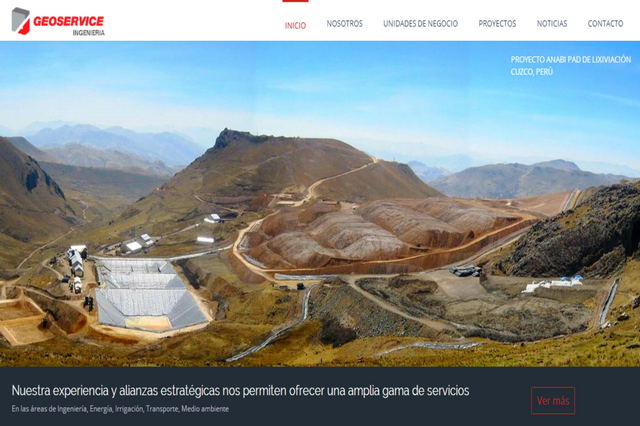 GEOSERVICE
INGENIERIA
INICIO
NOSOTROS
UNIDADES DE NEGOCIO
PROYECTOS
NOTICIAS
CONTACTO
PROYECTO ANABI PAD DE LIXIVIACIÓN
CUZCO, PERÚ
Nuestra experiencia y alianzas estratégicas nos permiten ofrecer una amplia gama de servicios
En las áreas de Ingeniería, Energía, Irrigación, Transporte, Medio ambiente
Ver más